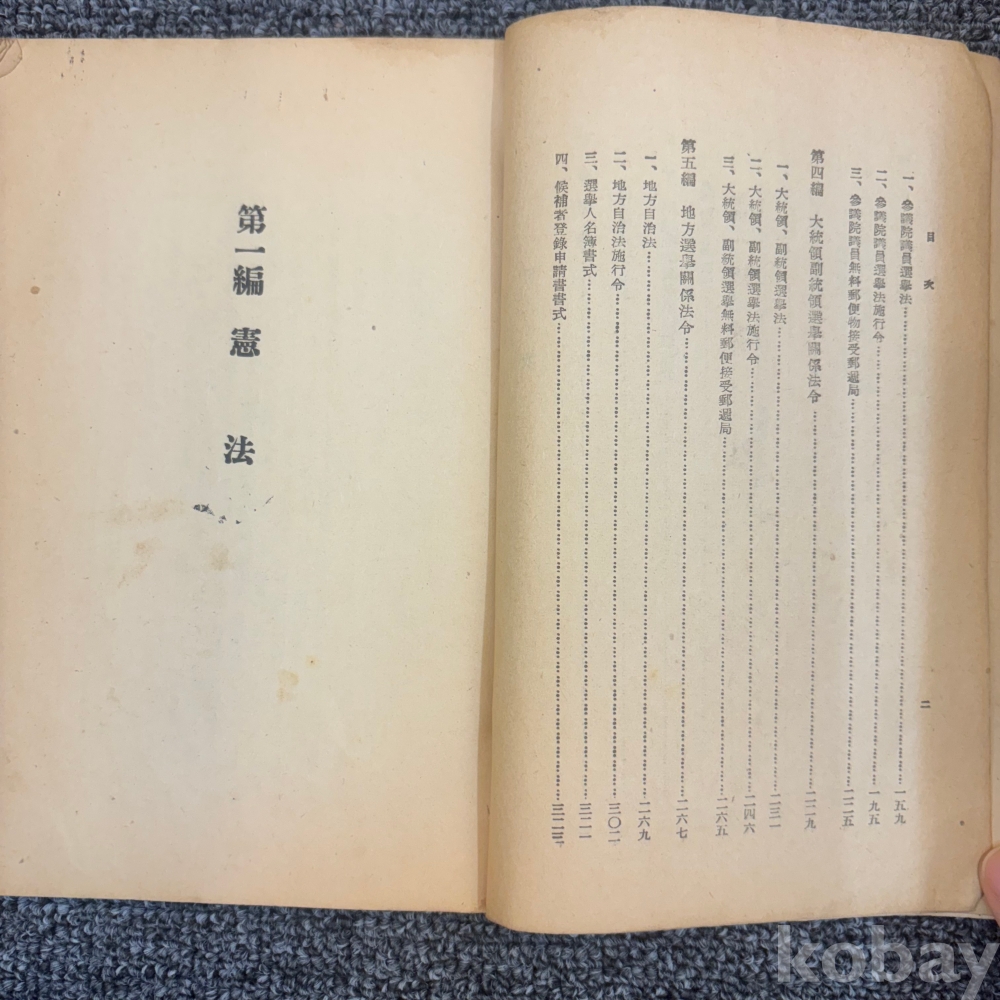 目次
二
一、參議院議員選擧法 一五九
二、參議院議員選擧法施行令 一九五
三、參議院議員無料郵便物接受郵遞局 二二五
第四編 大統領副統領選擧關係法令 二二九
一、大統領、副統領選擧法 二三一
二、大統領、副統領選擧法施行令 二四六
三、大統領、副統領選擧無料郵便接受郵遞局 二六五
第五編 地方選擧關係法令 二六七
一、地方自治法 二六九
二、地方自治法施行令 三〇二
三、選擧人名簿書式 三二一
四、候補者登錄申請書書式 三二三
第一編 憲法
kobay